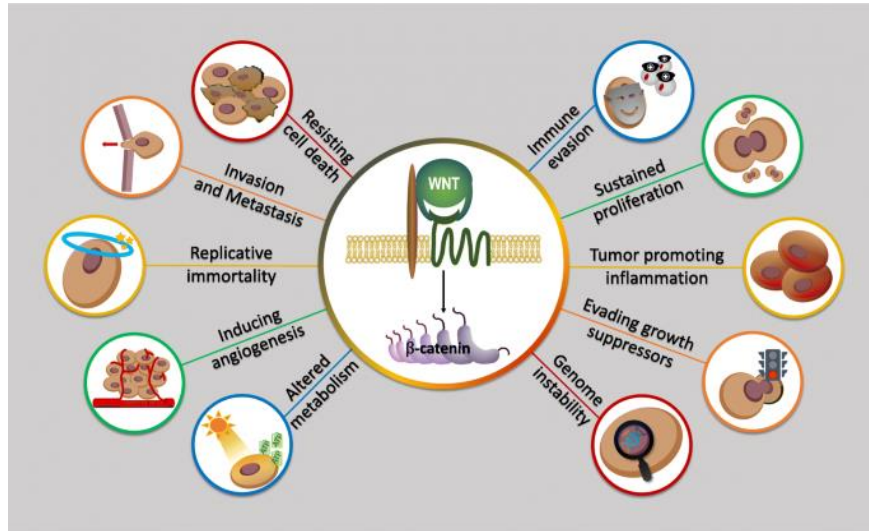 Resisting
cell death
Invasion
and Metastasis
Replicative
immortality
Inducing
angiogenesis
Altered
metabolism
WNT
β-catenin
Immune
evasion
Sustained
proliferation
Tumor promoting
inflammation
Evading growth
suppressors
Genome
instability